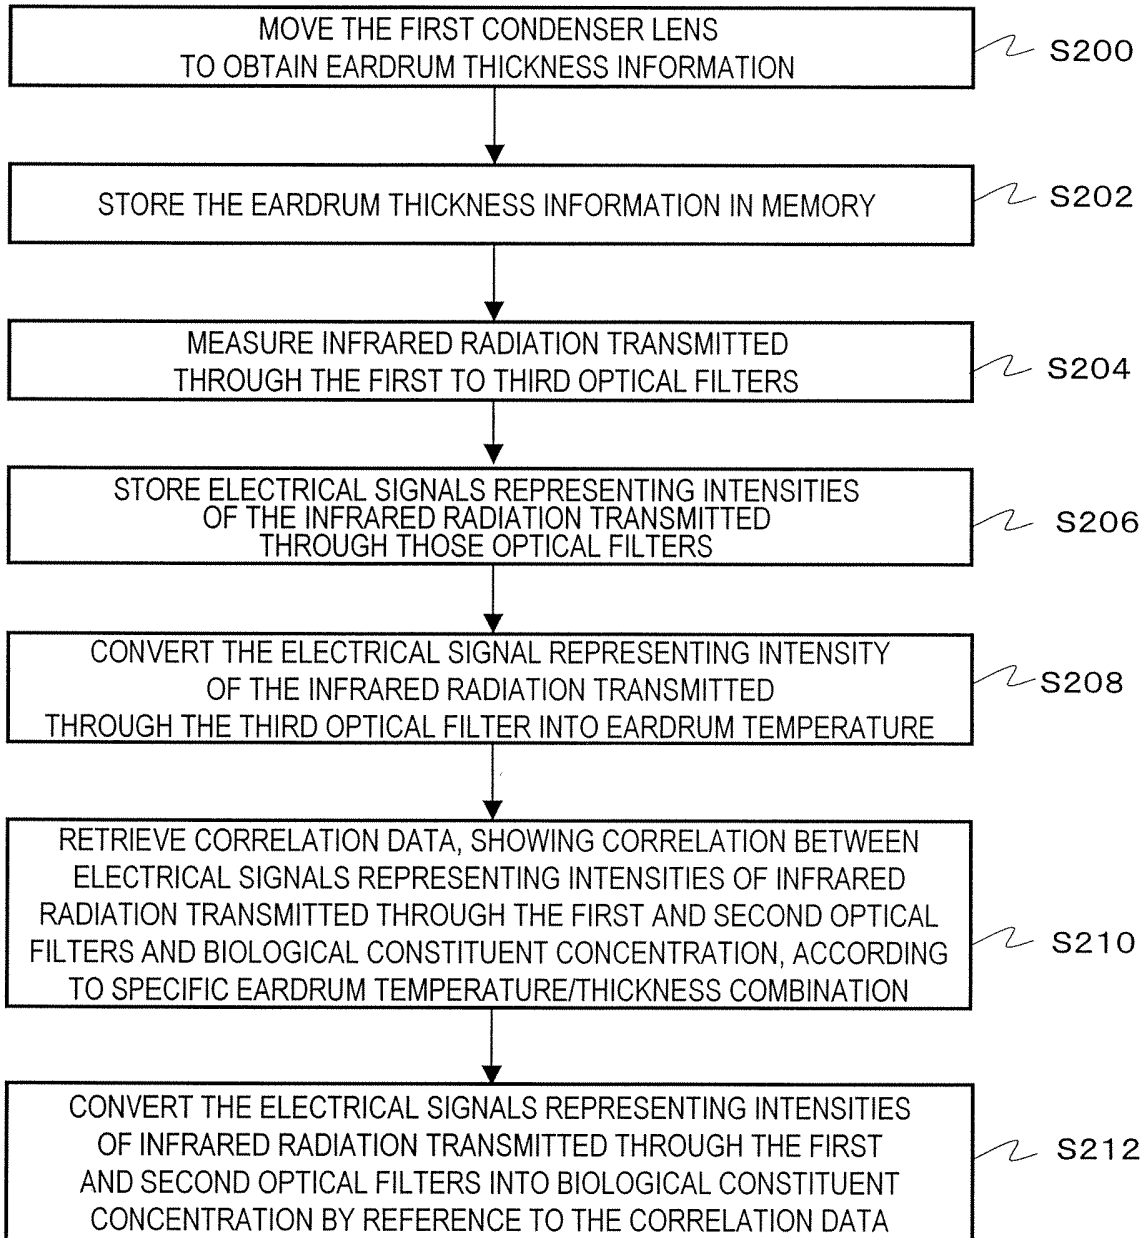 MOVE THE FIRST CONDENSER LENS
TO OBTAIN EARDRUM THICKNESS INFORMATION
S200
STORE THE EARDRUM THICKNESS INFORMATION IN MEMORY
S202
MEASURE INFRARED RADIATION TRANSMITTED
THROUGH THE FIRST TO THIRD OPTICAL FILTERS
S204
STORE ELECTRICAL SIGNALS REPRESENTING INTENSITIES
OF THE INFRARED RADIATION TRANSMITTED
THROUGH THOSE OPTICAL FILTERS
S206
CONVERT THE ELECTRICAL SIGNAL REPRESENTING INTENSITY
OF THE INFRARED RADIATION TRANSMITTED
THROUGH THE THIRD OPTICAL FILTER INTO EARDRUM TEMPERATURE
S208
RETRIEVE CORRELATION DATA, SHOWING CORRELATION BETWEEN
ELECTRICAL SIGNALS REPRESENTING INTENSITIES OF INFRARED
RADIATION TRANSMITTED THROUGH THE FIRST AND SECOND OPTICAL
FILTERS AND BIOLOGICAL CONSTITUENT CONCENTRATION, ACCORDING
TO SPECIFIC EARDRUM TEMPERATURE/THICKNESS COMBINATION
S210
CONVERT THE ELECTRICAL SIGNALS REPRESENTING INTENSITIES
OF INFRARED RADIATION TRANSMITTED THROUGH THE FIRST
AND SECOND OPTICAL FILTERS INTO BIOLOGICAL CONSTITUENT
CONCENTRATION BY REFERENCE TO THE CORRELATION DATA
S212